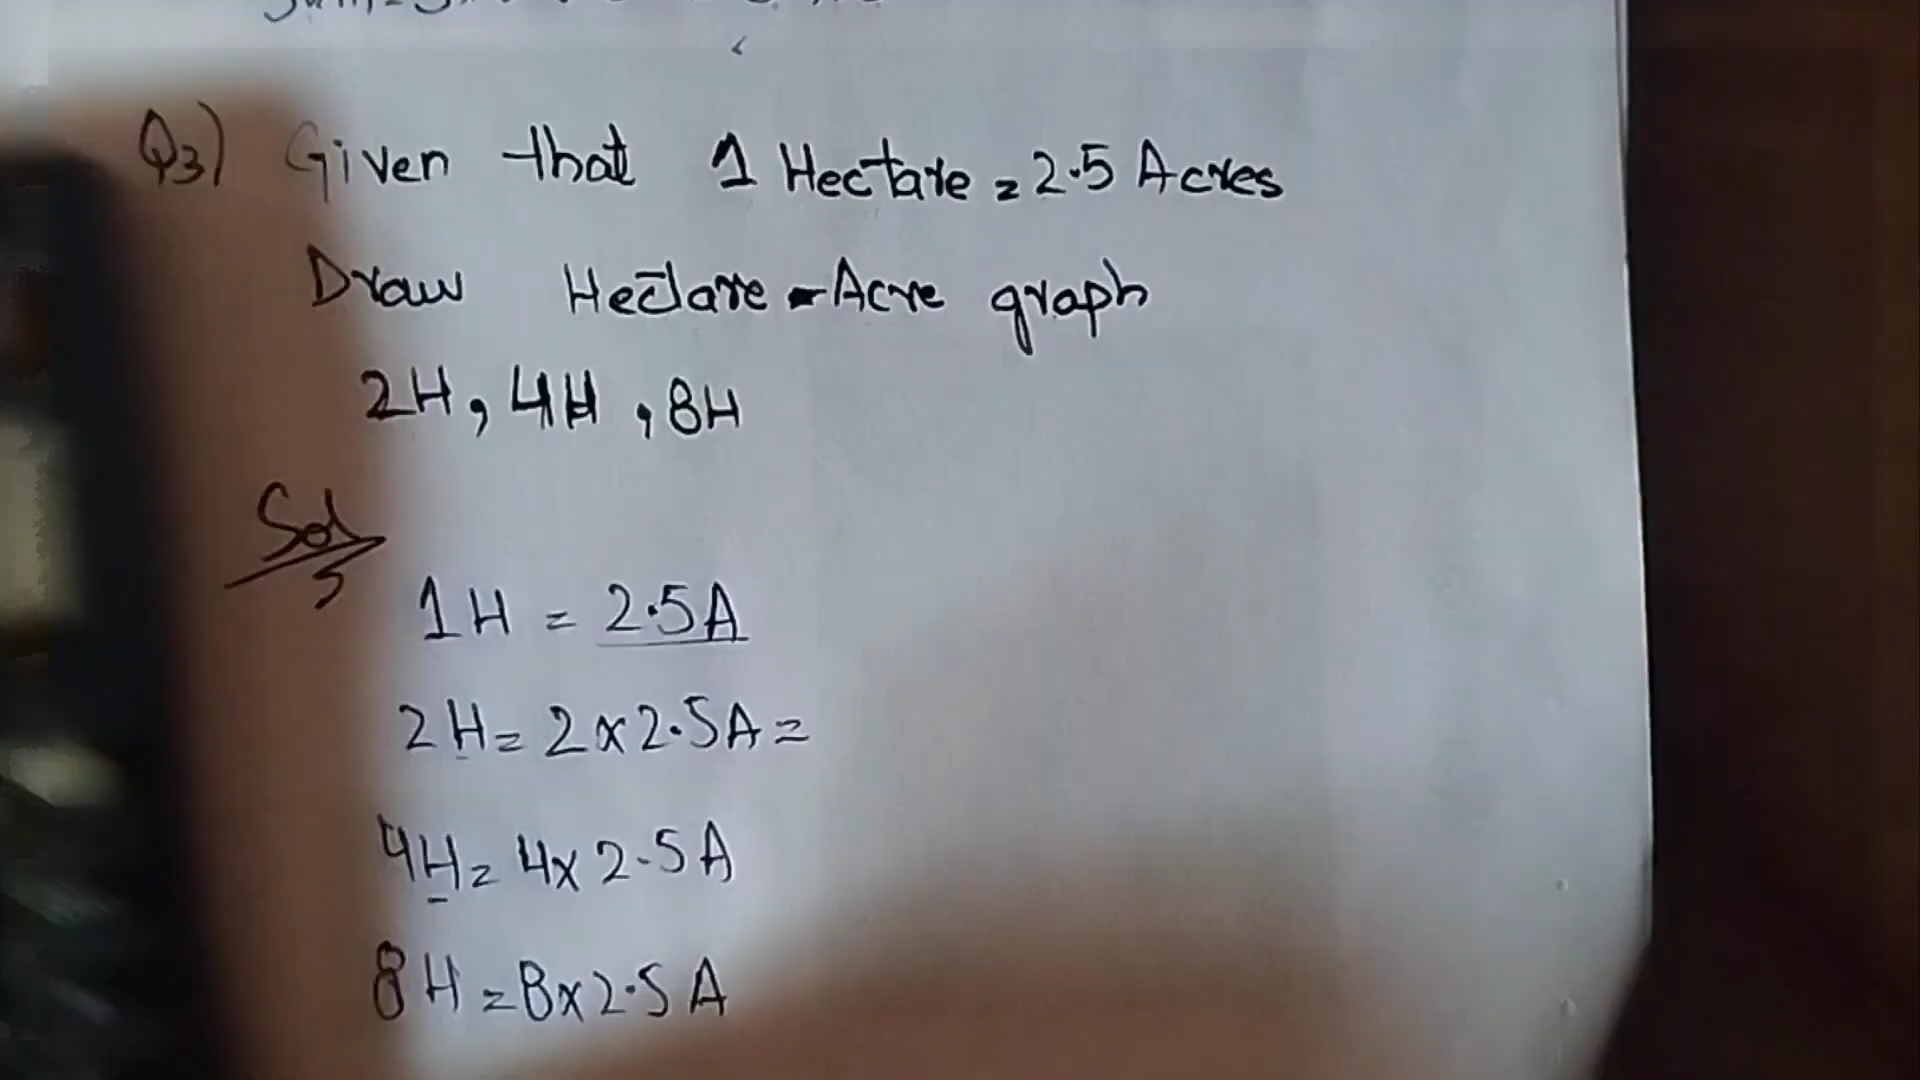 Q3) Given that 1 Hectare = 2.5 Acres
Draw Hectare - Acre graph
2H, 4H, 8H
Sol
1H = 2.5A
2H = 2x2.5A =
4H = 4x2.5A
8H = 8x2.5A